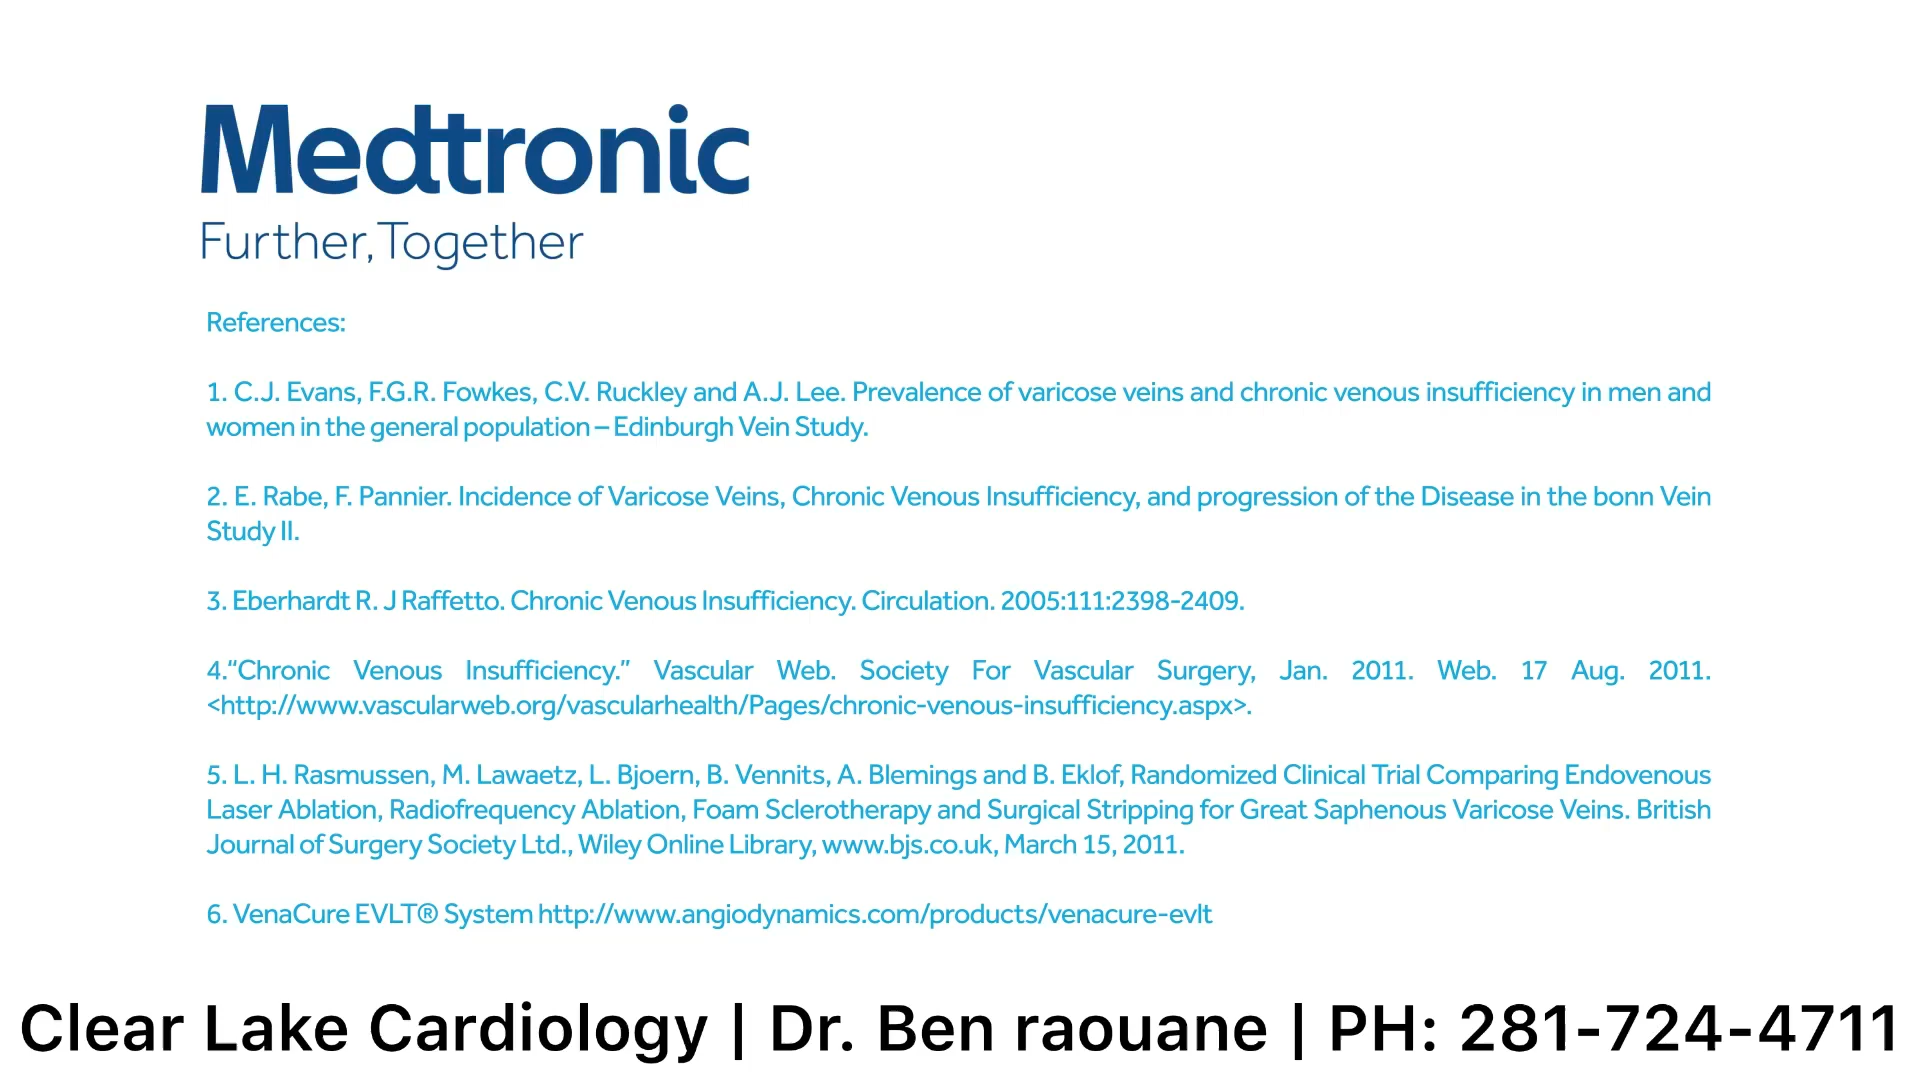 Medtronic
Further, Together
References:
1. C.J. Evans, F.G.R. Fowkes, C.V. Ruckley and A.J. Lee. Prevalence of varicose veins and chronic venous insufficiency in men and
women in the general population – Edinburgh Vein Study.
2. E. Rabe, F. Pannier. Incidence of Varicose Veins, Chronic Venous Insufficiency, and progression of the Disease in the bonn Vein
Study II.
3. Eberhardt R. J Raffetto. Chronic Venous Insufficiency. Circulation. 2005:111:2398-2409.
4.“Chronic Venous Insufficiency.” Vascular Web. Society For Vascular Surgery, Jan. 2011. Web. 17 Aug. 2011.
<http://www.vascularweb.org/vascularhealth/Pages/chronic-venous-insufficiency.aspx>.
5. L. H. Rasmussen, M. Lawaetz, L. Bjoern, B. Vennits, A. Blemings and B. Eklof, Randomized Clinical Trial Comparing Endovenous
Laser Ablation, Radiofrequency Ablation, Foam Sclerotherapy and Surgical Stripping for Great Saphenous Varicose Veins. British
Journal of Surgery Society Ltd., Wiley Online Library, www.bjs.co.uk, March 15, 2011.
6. VenaCure EVLT® System http://www.angiodynamics.com/products/venacure-evlt
Clear Lake Cardiology | Dr. Ben raouane | PH: 281-724-4711